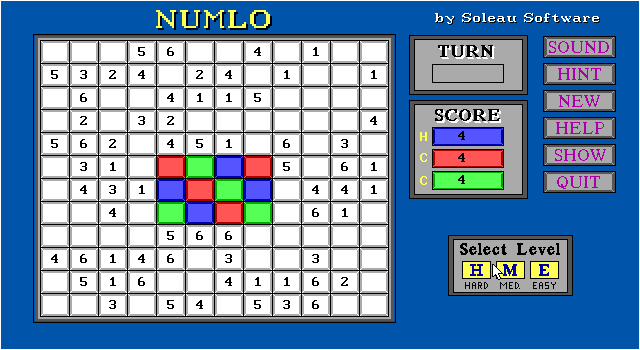 NUMLO
by Soleau Software
5 6 4 1
5 3 2 4 2 4 1 1
6 4 1 1 5
2 3 2 4
5 6 2 4 5 1 6 3
3 1 5 6 1
4 3 1 4 4 1
4 6 1
5 6 6
4 6 1 4 6 3 3
5 1 6 4 1 1 6 2
3 5 4 5 3 6
TURN
SCORE
H 4
C 4
C 4
SOUND
HINT
NEW
HELP
SHOW
QUIT
Select Level
H M E
HARD MED. EASY